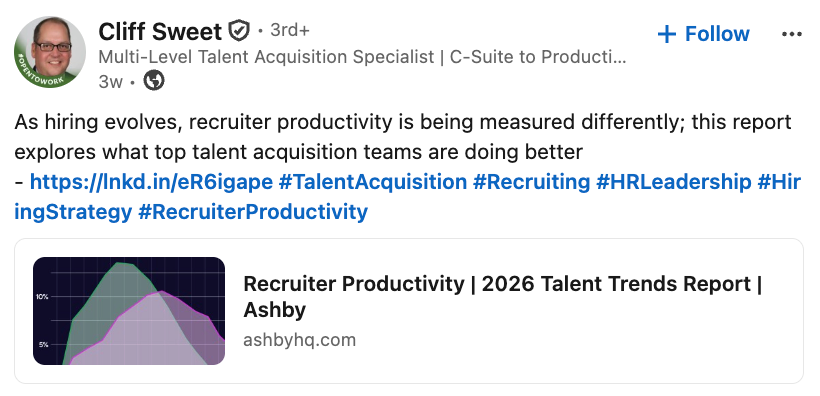 Cliff Sweet · 3rd+
+ Follow
Multi-Level Talent Acquisition Specialist | C-Suite to Producti...
3w •
#OPENTOWORK
As hiring evolves, recruiter productivity is being measured differently; this report
explores what top talent acquisition teams are doing better
- https://lnkd.in/eR6igape #TalentAcquisition #Recruiting #HRLeadership #Hir
ingStrategy #RecruiterProductivity
10%
5%
Recruiter Productivity | 2026 Talent Trends Report |
Ashby
ashbyhq.com